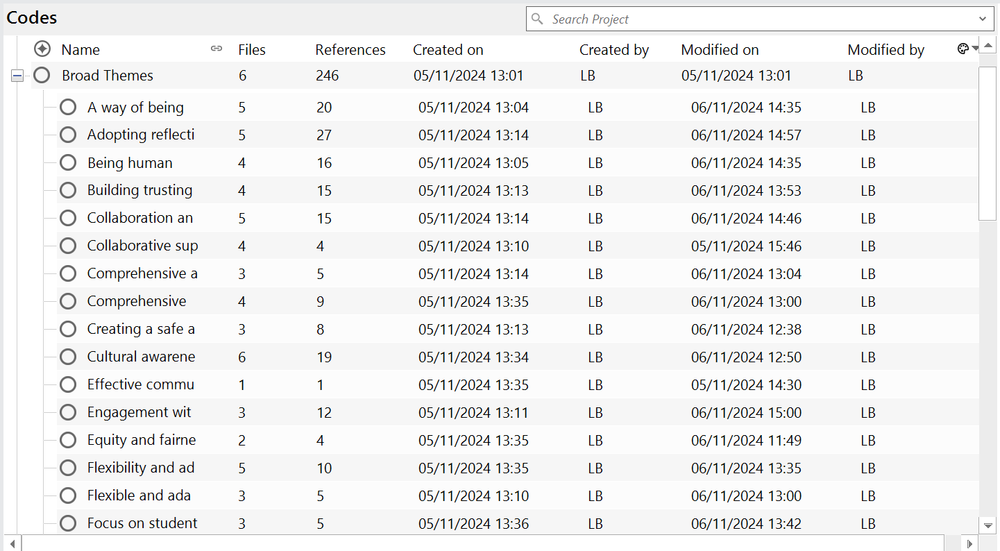 Codes
Search Project
Name Files References Created on Created by Modified on Modified by
Broad Themes 6 246 05/11/2024 13:01 LB 05/11/2024 13:01 LB
A way of being 5 20 05/11/2024 13:04 LB 06/11/2024 14:35 LB
Adopting reflecti 5 27 05/11/2024 13:14 LB 06/11/2024 14:57 LB
Being human 4 16 05/11/2024 13:05 LB 06/11/2024 14:35 LB
Building trusting 4 15 05/11/2024 13:13 LB 06/11/2024 13:53 LB
Collaboration an 5 15 05/11/2024 13:14 LB 06/11/2024 14:46 LB
Collaborative sup 4 4 05/11/2024 13:10 LB 05/11/2024 15:46 LB
Comprehensive a 3 5 05/11/2024 13:14 LB 06/11/2024 13:04 LB
Comprehensive 4 9 05/11/2024 13:35 LB 06/11/2024 13:00 LB
Creating a safe a 3 8 05/11/2024 13:13 LB 06/11/2024 12:38 LB
Cultural awarene 6 19 05/11/2024 13:34 LB 06/11/2024 12:50 LB
Effective commu 1 1 05/11/2024 13:35 LB 05/11/2024 14:30 LB
Engagement wit 3 12 05/11/2024 13:11 LB 06/11/2024 15:00 LB
Equity and fairne 2 4 05/11/2024 13:35 LB 06/11/2024 11:49 LB
Flexibility and ad 5 10 05/11/2024 13:35 LB 06/11/2024 13:35 LB
Flexible and ada 3 5 05/11/2024 13:10 LB 06/11/2024 13:00 LB
Focus on student 3 5 05/11/2024 13:36 LB 06/11/2024 13:42 LB